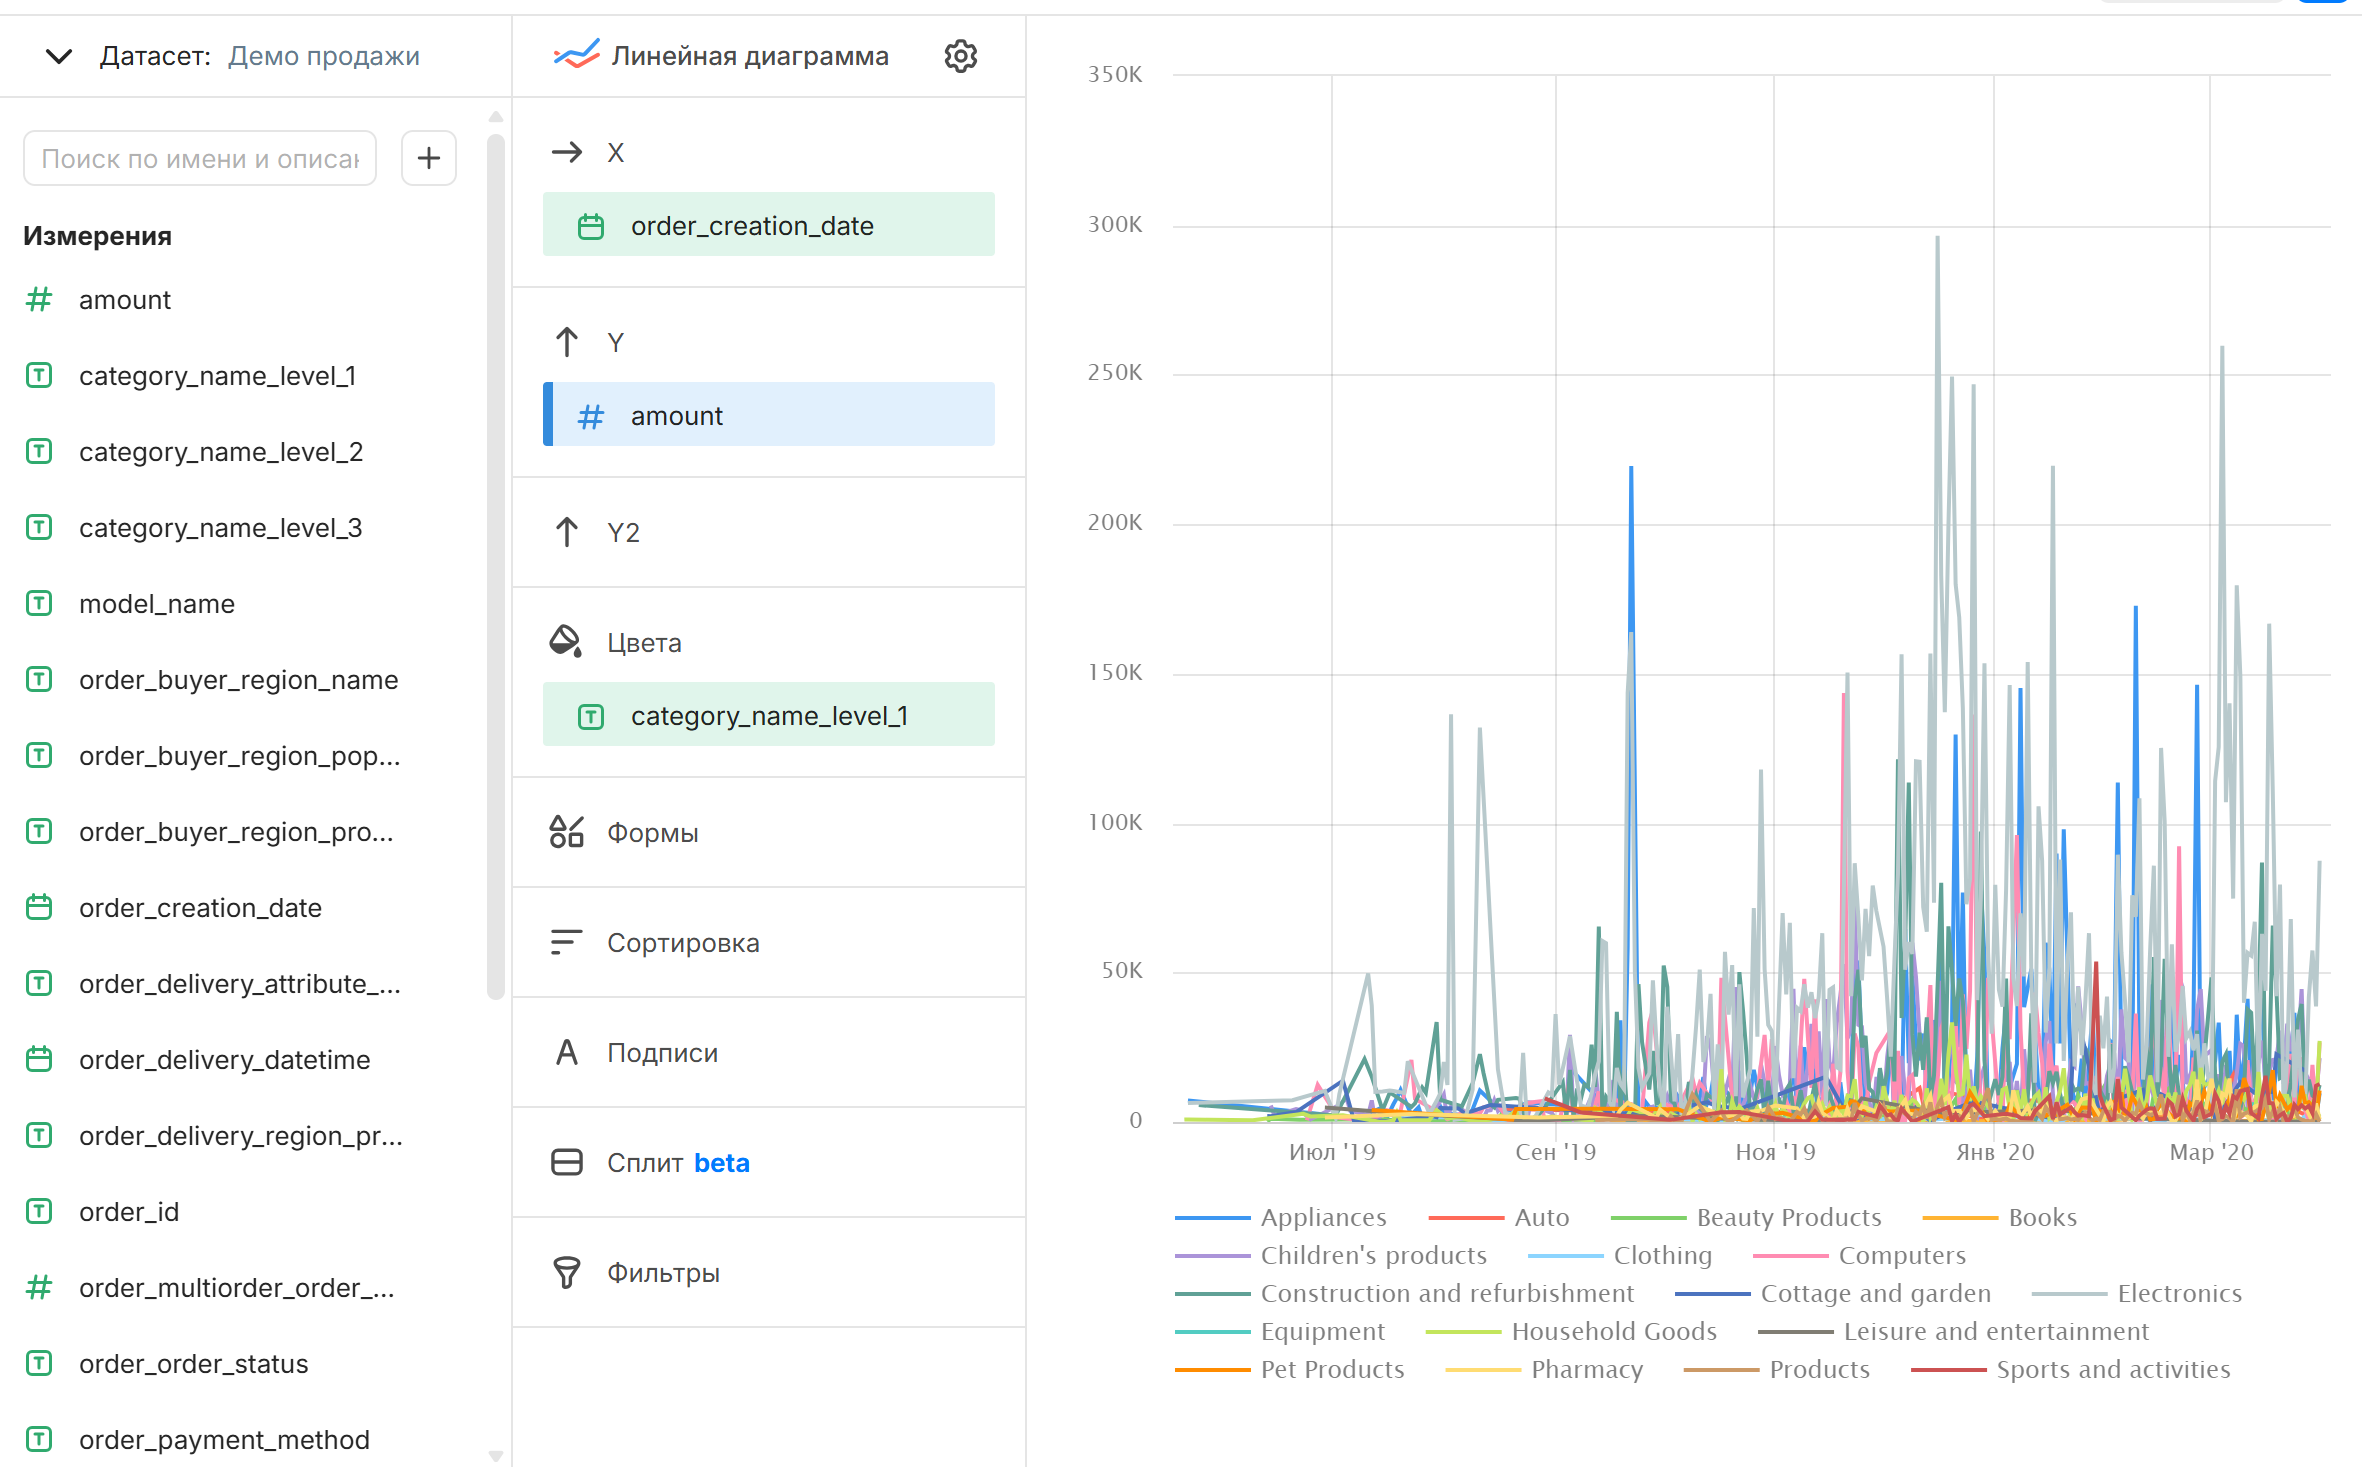 Датасет: Демо продажи
Поиск по имени и описан
Измерения
amount
category_name_level_1
category_name_level_2
category_name_level_3
model_name
order_buyer_region_name
order_buyer_region_pop...
order_buyer_region_pro...
order_creation_date
order_delivery_attribute_...
order_delivery_datetime
order_delivery_region_pr...
order_id
order_multiorder_order_...
order_order_status
order_payment_method
Линейная диаграмма
X
order_creation_date
Y
amount
Y2
Цвета
category_name_level_1
Формы
Сортировка
Подписи
Сплит beta
Фильтры
350K
300K
250K
200K
150K
100K
50K
0
Июл '19 Сен '19 Ноя '19 Янв '20 Мар '20
Appliances Auto Beauty Products Books
Children's products Clothing Computers
Construction and refurbishment Cottage and garden Electronics
Equipment Household Goods Leisure and entertainment
Pet Products Pharmacy Products Sports and activities